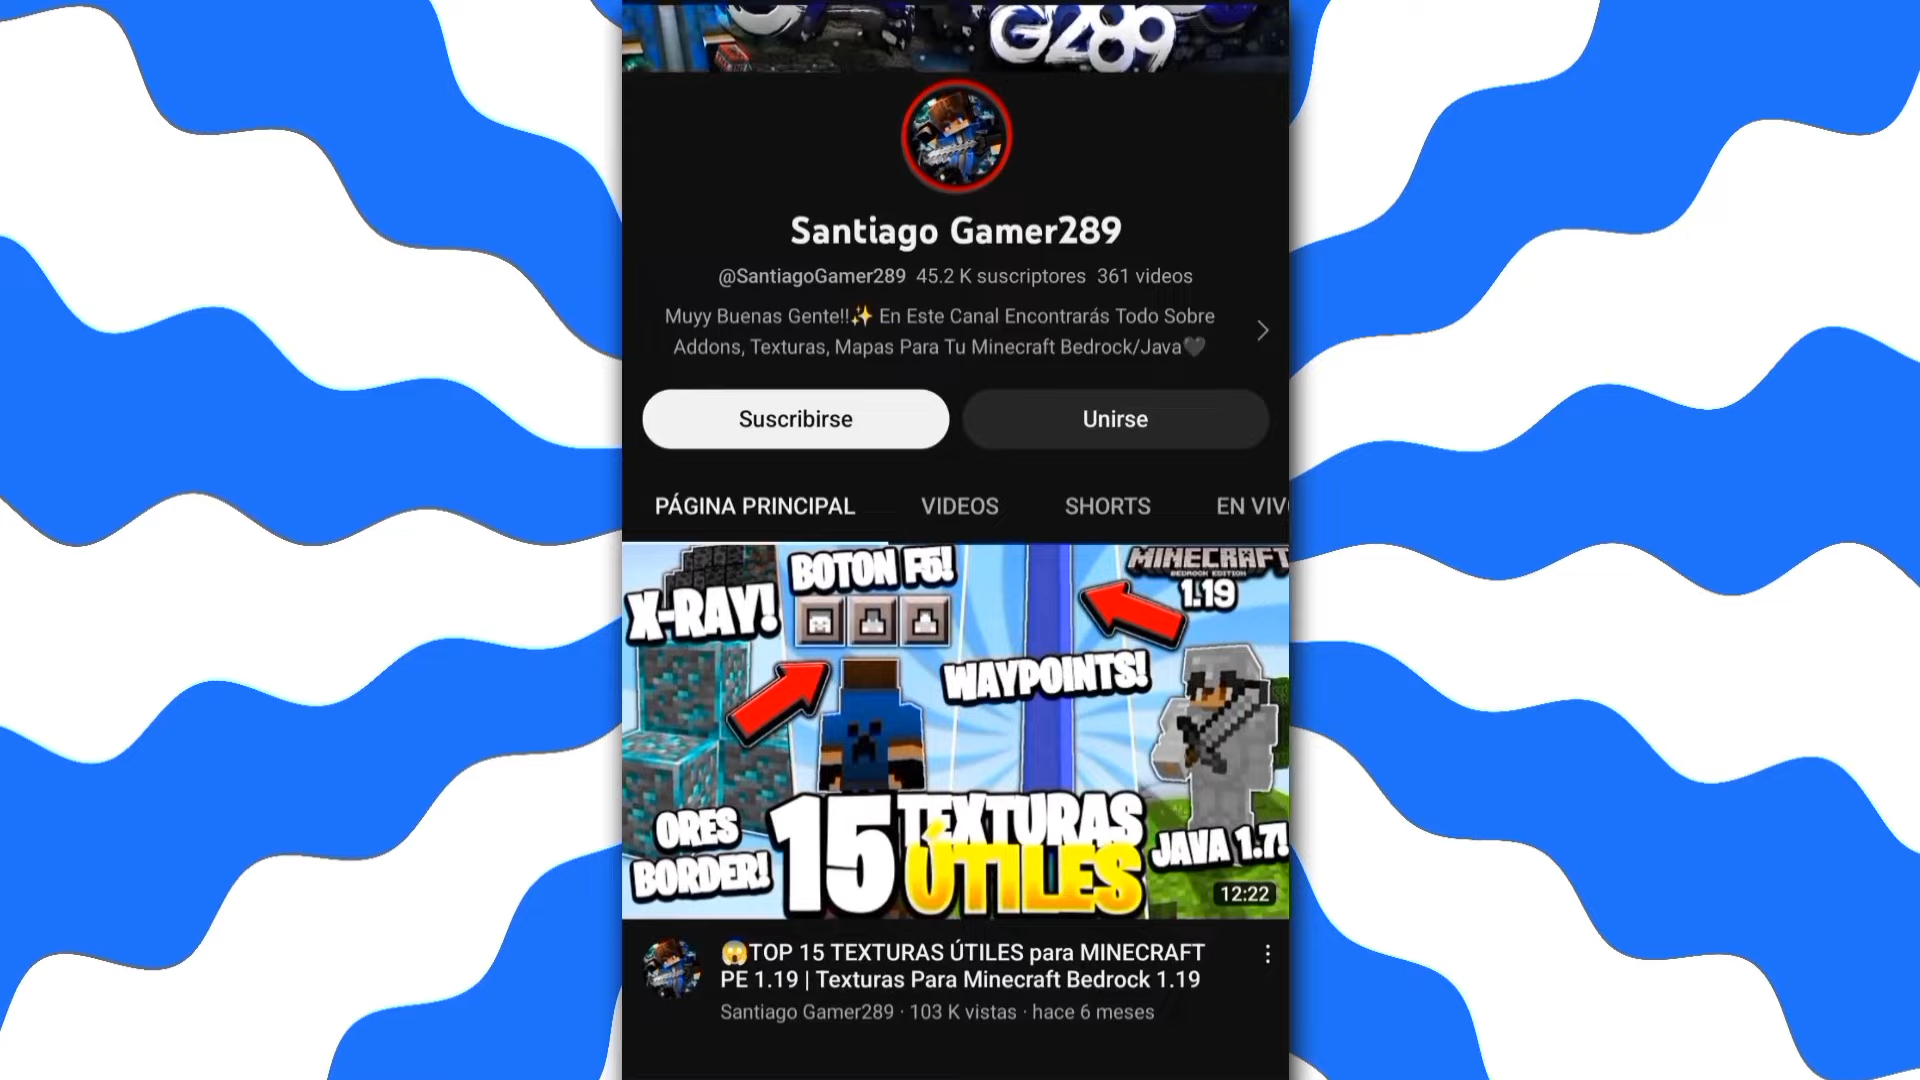 G289
Santiago Gamer289
@SantiagoGamer289 45.2 K suscriptores 361 videos
Muyy Buenas Gente!!✨ En Este Canal Encontrarás Todo Sobre
Addons, Texturas, Mapas Para Tu Minecraft Bedrock/Java🖤
Suscribirse
Unirse
PÁGINA PRINCIPAL VIDEOS SHORTS EN VIV
BOTON F5!
MINECRAFT
BEDROCK EDITION
1.19
X-RAY!
WAYPOINTS!
ORES
BORDER!
15 TEXTURAS
ÚTILES
JAVA 1.7!
12:22
😱TOP 15 TEXTURAS ÚTILES para MINECRAFT
PE 1.19 | Texturas Para Minecraft Bedrock 1.19
Santiago Gamer289 · 103 K vistas · hace 6 meses